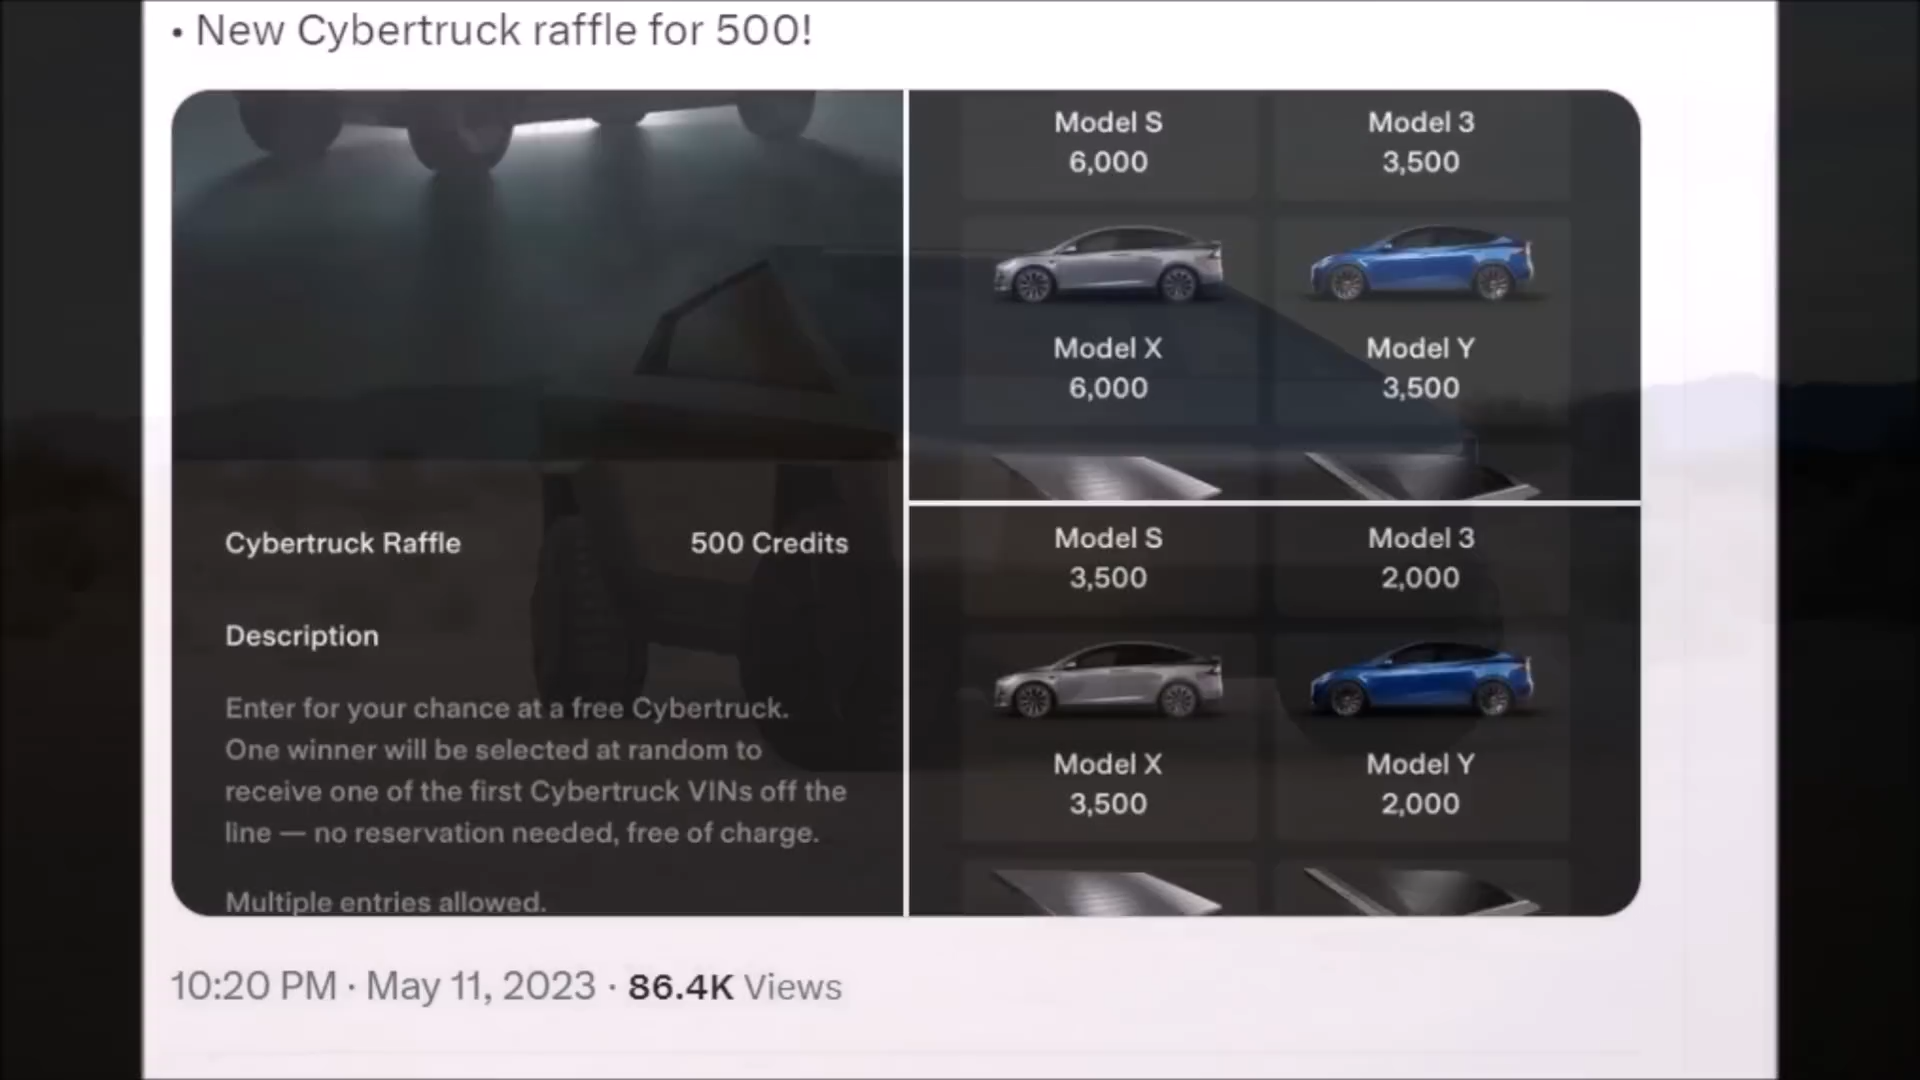 • New Cybertruck raffle for 500!
Cybertruck Raffle 500 Credits
Description
Enter for your chance at a free Cybertruck.
One winner will be selected at random to
receive one of the first Cybertruck VINs off the
line — no reservation needed, free of charge.
Multiple entries allowed.
Model S Model 3
6,000 3,500
Model X Model Y
6,000 3,500
Model S Model 3
3,500 2,000
Model X Model Y
3,500 2,000
10:20 PM · May 11, 2023 · 86.4K Views